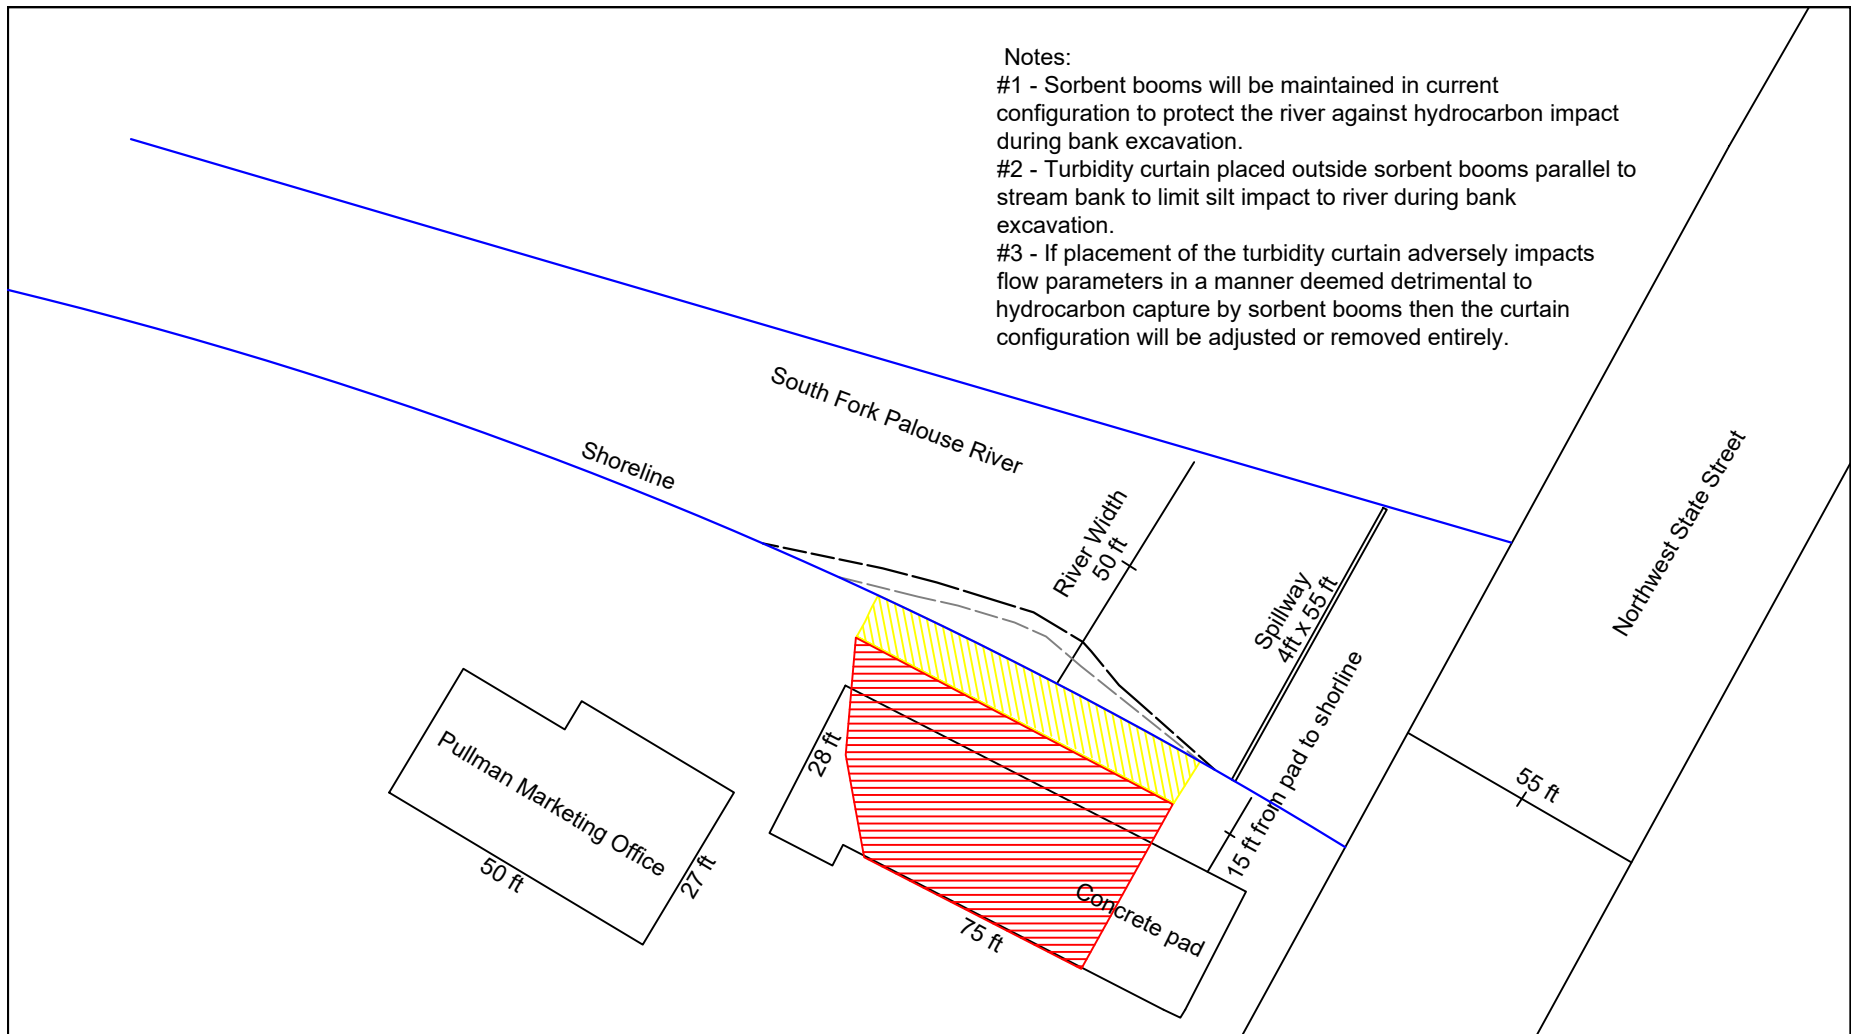 Notes:
#1 - Sorbent booms will be maintained in current
configuration to protect the river against hydrocarbon impact
during bank excavation.
#2 - Turbidity curtain placed outside sorbent booms parallel to
stream bank to limit silt impact to river during bank
excavation.
#3 - If placement of the turbidity curtain adversely impacts
flow parameters in a manner deemed detrimental to
hydrocarbon capture by sorbent booms then the curtain
configuration will be adjusted or removed entirely.
South Fork Palouse River
Shoreline
River Width
50 ft
Spillway
4ft x 55 ft
Northwest State Street
15 ft from pad to shorline
55 ft
28 ft
Pullman Marketing Office
50 ft
27 ft
Concrete pad
75 ft